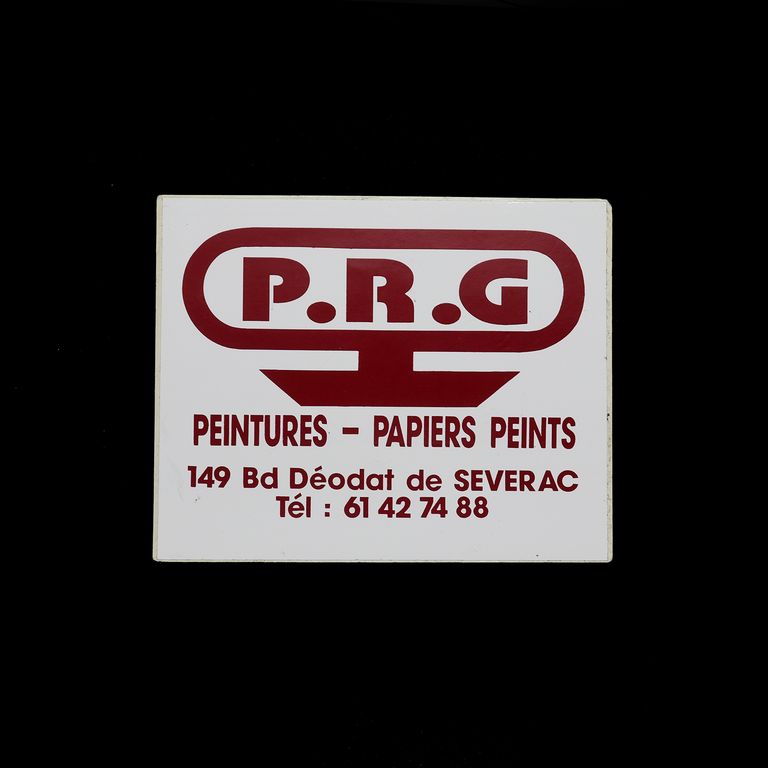 P.R.G
PEINTURES - PAPIERS PEINTS
149 Bd Déodat de SEVERAC
Tél : 61 42 74 88